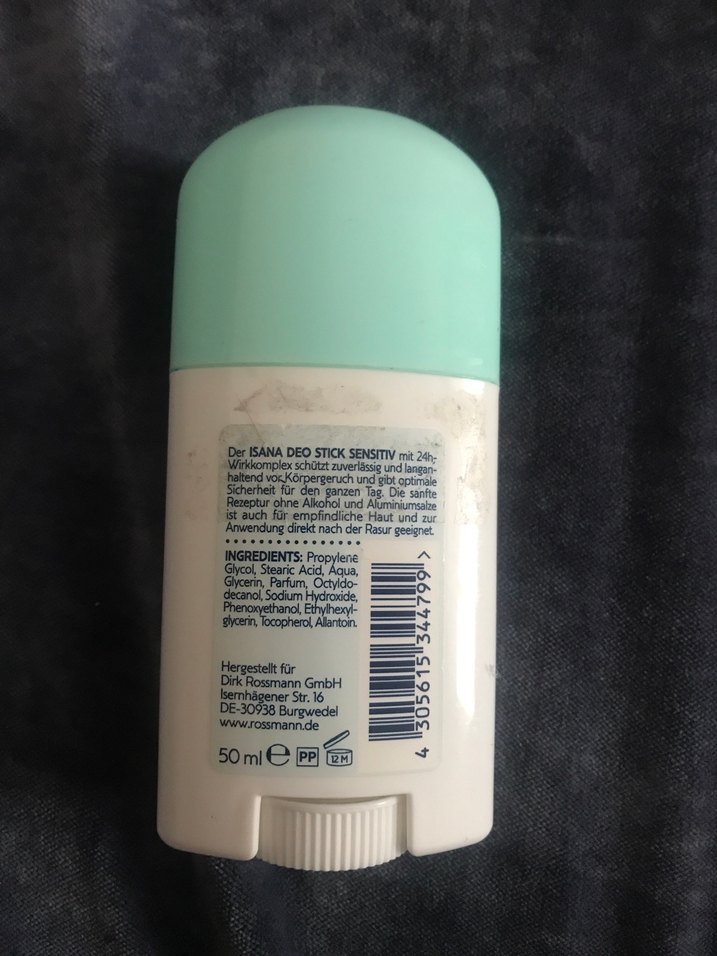 Der ISANA DEO STICK SENSITIV mit 24h-
Wirkkomplex schützt zuverlässig und langan-
haltend vor Körpergeruch und gibt optimale
Sicherheit für den ganzen Tag. Die sanfte
Rezeptur ohne Alkohol und Aluminiumsalze
ist auch für empfindliche Haut und zur
Anwendung direkt nach der Rasur geeignet.
INGREDIENTS: Propylene
Glycol, Stearic Acid, Aqua,
Glycerin, Parfum, Octyldo-
decanol, Sodium Hydroxide,
Phenoxyethanol, Ethylhexyl-
glycerin, Tocopherol, Allantoin.
Hergestellt für
Dirk Rossmann GmbH
Isernhägener Str. 16
DE-30938 Burgwedel
www.rossmann.de
50 ml e PP 12 M
4 305615 344799 >